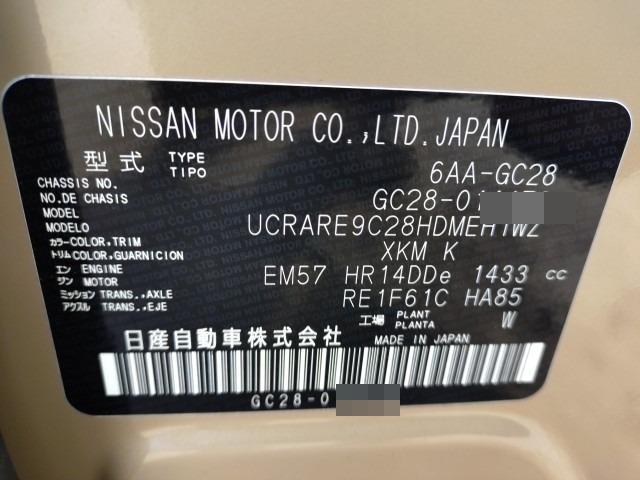 NISSAN MOTOR CO.,LTD.JAPAN
型式 TYPE TIPO 6AA-GC28
CHASSIS NO.
NO.DE CHASIS GC28-01
MODEL
MODELO UCRARE9C28HDMEH1WZ
カラー COLOR,TRIM
トリム COLOR,GUARNICION XKM K
エン ENGINE
ジン MOTOR EM57 HR14DDe 1433 cc
ミッション TRANS.,AXLE
アクスル TRANS.,EJE RE1F61C HA85
工場 PLANT PLANTA W
日産自動車株式会社 MADE IN JAPAN
GC28-0